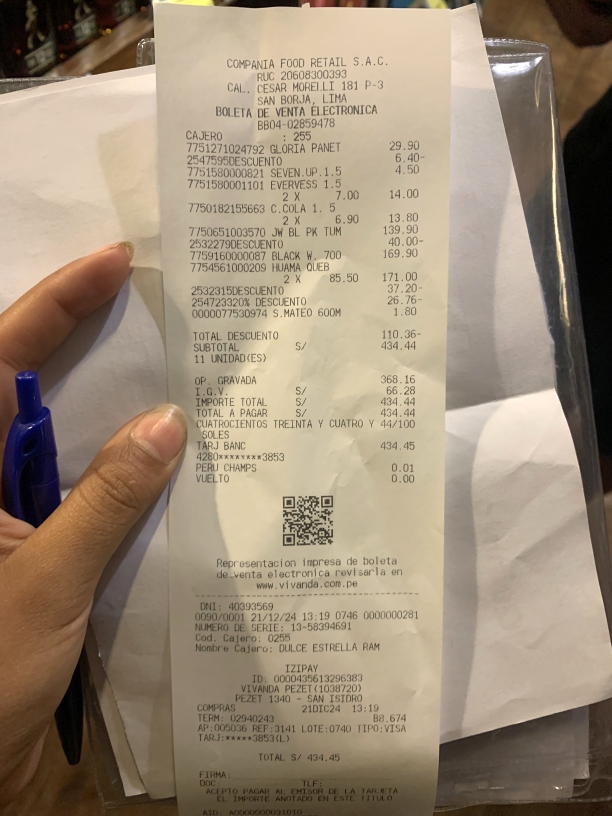 COMPANIA FOOD RETAIL S.A.C.
RUC 20608300393
CAL. CESAR MORELLI 181 P-3
SAN BORJA, LIMA
BOLETA DE VENTA ELECTRONICA
BB04-02859478
CAJERO : 255
7751271024792 GLORIA PANET 29.90
2547595DESCUENTO 6.40-
7751580000821 SEVEN.UP.1.5 4.50
7751580001101 EVERVESS 1.5
2 X 7.00 14.00
7750182155663 C.COLA 1. 5
2 X 6.90 13.80
7750651003570 JW BL PK TUM 139.90
2532279DESCUENTO 40.00-
7759160000087 BLACK W. 700 169.90
7754561000209 HUAMA QUEB
2 X 85.50 171.00
2532315DESCUENTO 37.20-
254723320% DESCUENTO 26.76-
0000077530974 S.MATEO 600M 1.80
TOTAL DESCUENTO 110.36-
SUBTOTAL S/ 434.44
11 UNIDAD(ES)
OP. GRAVADA 368.16
I.G.V. S/ 66.28
IMPORTE TOTAL S/ 434.44
TOTAL A PAGAR S/ 434.44
CUATROCIENTOS TREINTA Y CUATRO Y 44/100
SOLES
TARJ BANC 434.45
4280********3853
PERU CHAMPS 0.01
VUELTO 0.00
Representacion impresa de boleta
de venta electronica revisarla en
www.vivanda.com.pe
DNI: 40393569
0090/0001 21/12/24 13:19 0746 0000000281
NUMERO DE SERIE: 13-58394691
Cod. Cajero: 0255
Nombre Cajero: DULCE ESTRELLA RAM
IZIPAY
ID: 0000435613296383
VIVANDA PEZET(1038720)
PEZET 1340 - SAN ISIDRO
COMPRAS 21DIC24 13:19
TERM: 02940243 B8.674
AP:005036 REF:3141 LOTE:0740 TIPO:VISA
TARJ:*****3853(L)
TOTAL S/ 434.45
FIRMA:
DOC: TLF:
ACEPTO PAGAR AL EMISOR DE LA TARJETA
EL IMPORTE ANOTADO EN ESTE TITULO
AID: A0000000031010